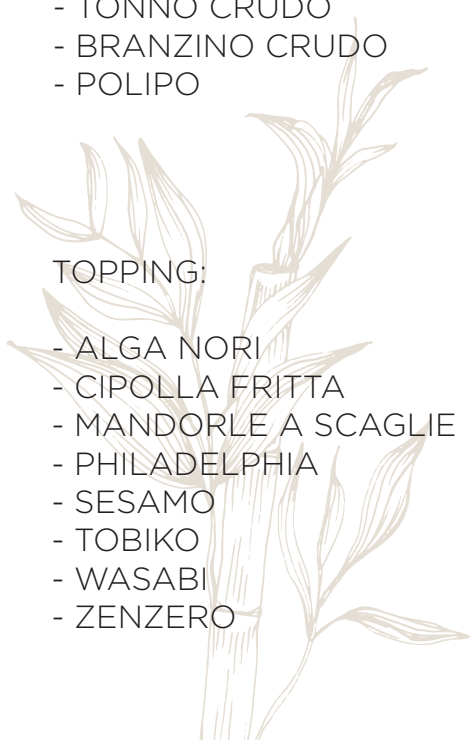 - TONNO CRUDO
- BRANZINO CRUDO
- POLIPO
TOPPING:
- ALGA NORI
- CIPOLLA FRITTA
- MANDORLE A SCAGLIE
- PHILADELPHIA
- SESAMO
- TOBIKO
- WASABI
- ZENZERO